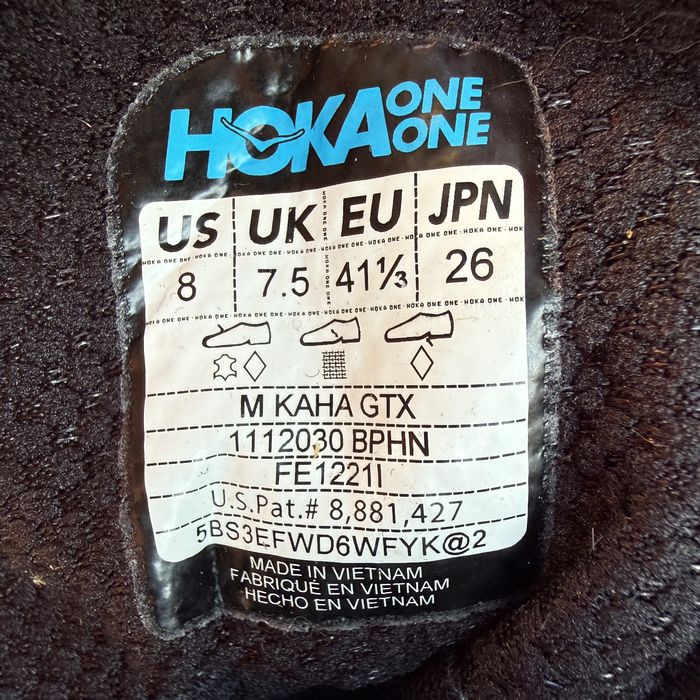 HOKA ONE ONE
US UK EU JPN
8 7.5 41⅓ 26
M KAHA GTX
1112030 BPHN
FE1221I
U.S.Pat.# 8,881,427
5BS3EFWD6WFYK@2
MADE IN VIETNAM
FABRIQUÉ EN VIETNAM
HECHO EN VIETNAM